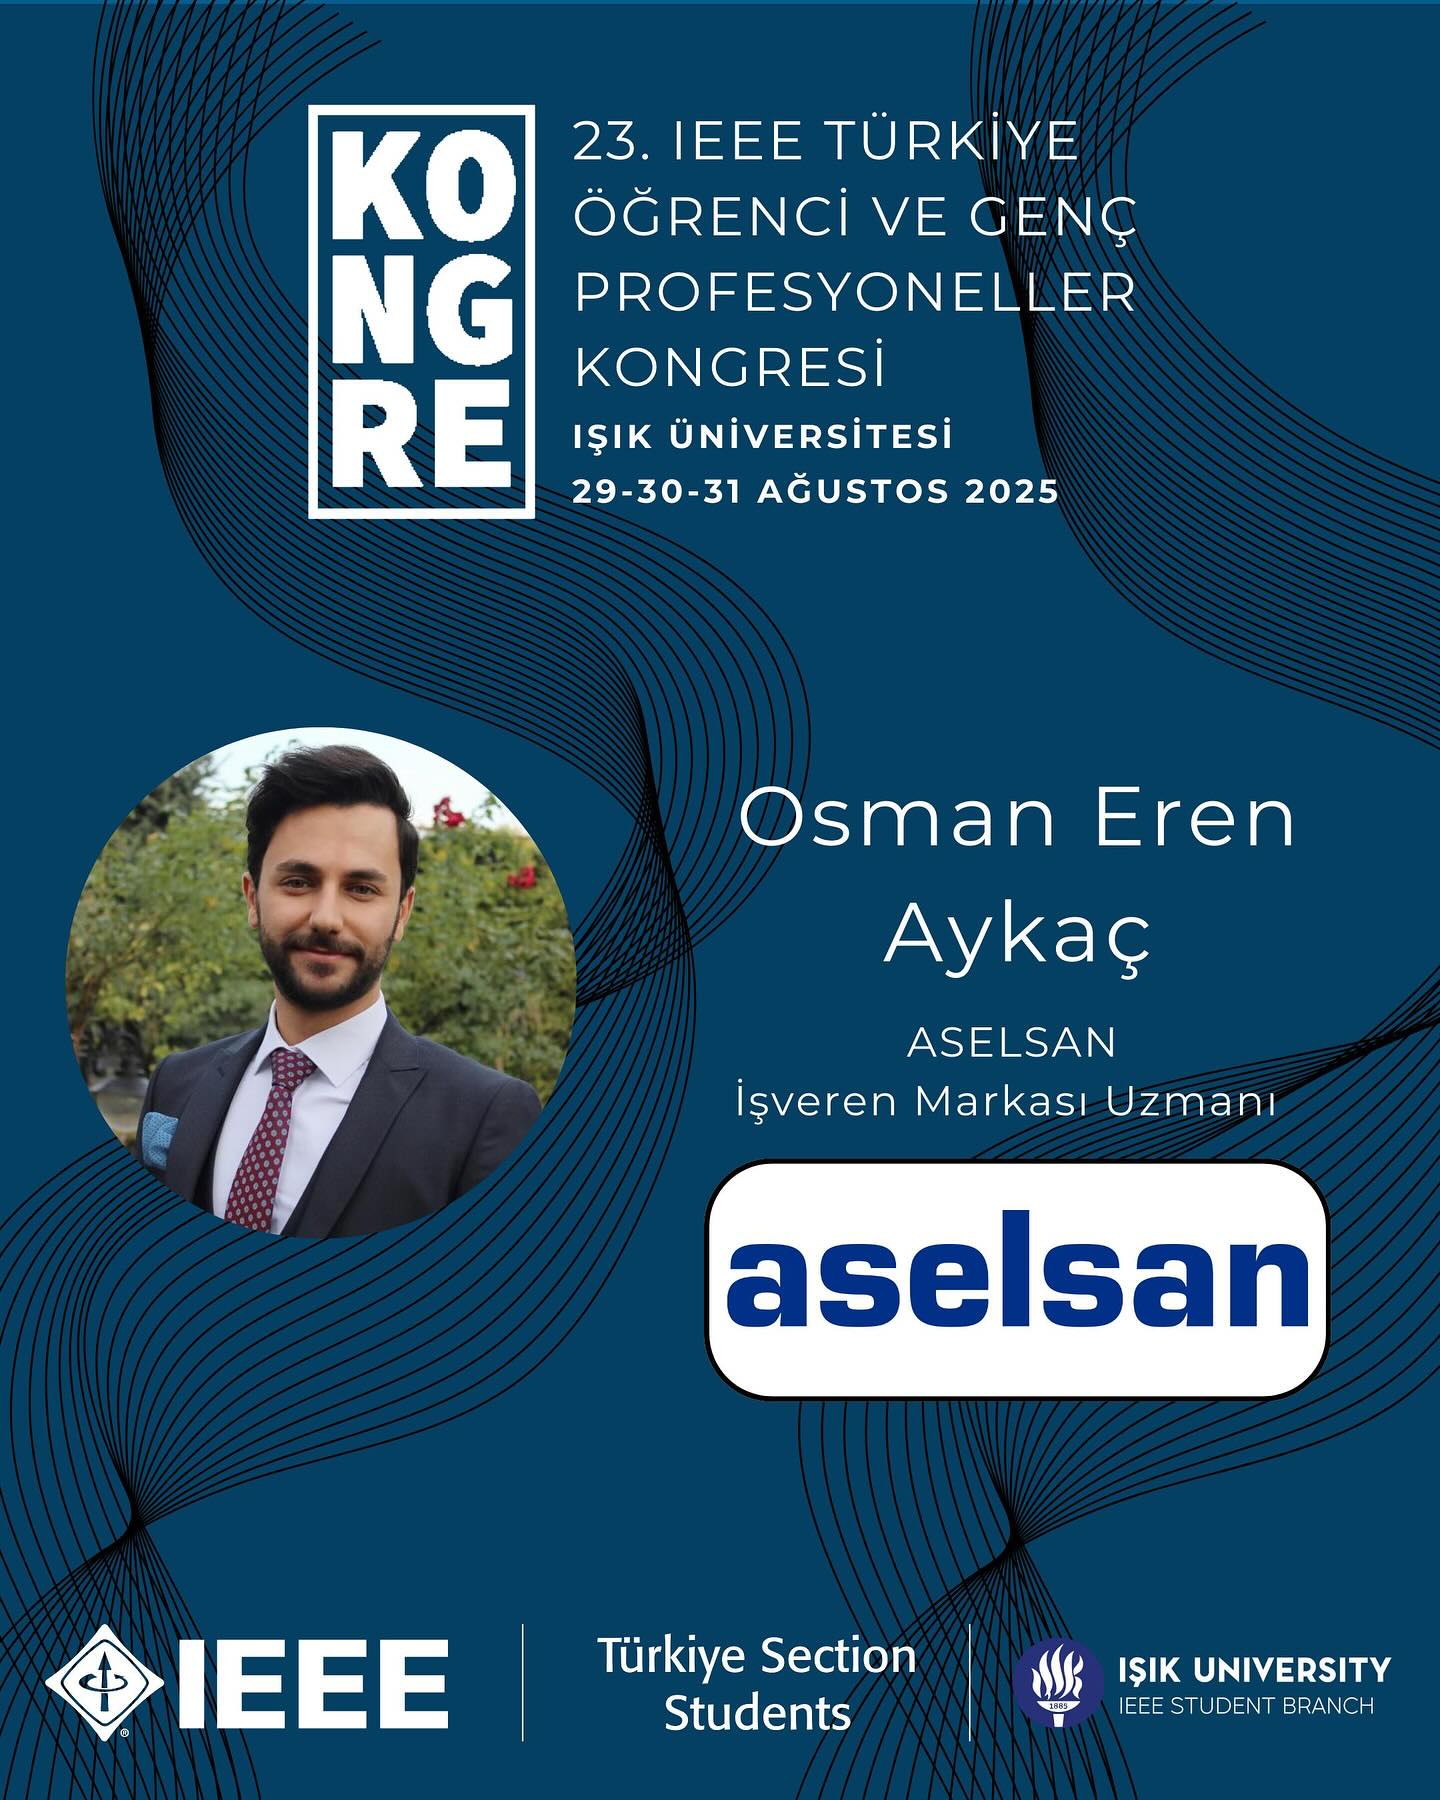 KO
NG
RE
23. IEEE TÜRKİYE
ÖĞRENCİ VE GENÇ
PROFESYONELLER
KONGRESİ
IŞIK ÜNİVERSİTESİ
29-30-31 AĞUSTOS 2025
Osman Eren
Aykaç
ASELSAN
İşveren Markası Uzmanı
aselsan
IEEE
®
Türkiye Section
Students
1885
IŞIK UNIVERSITY
IEEE STUDENT BRANCH